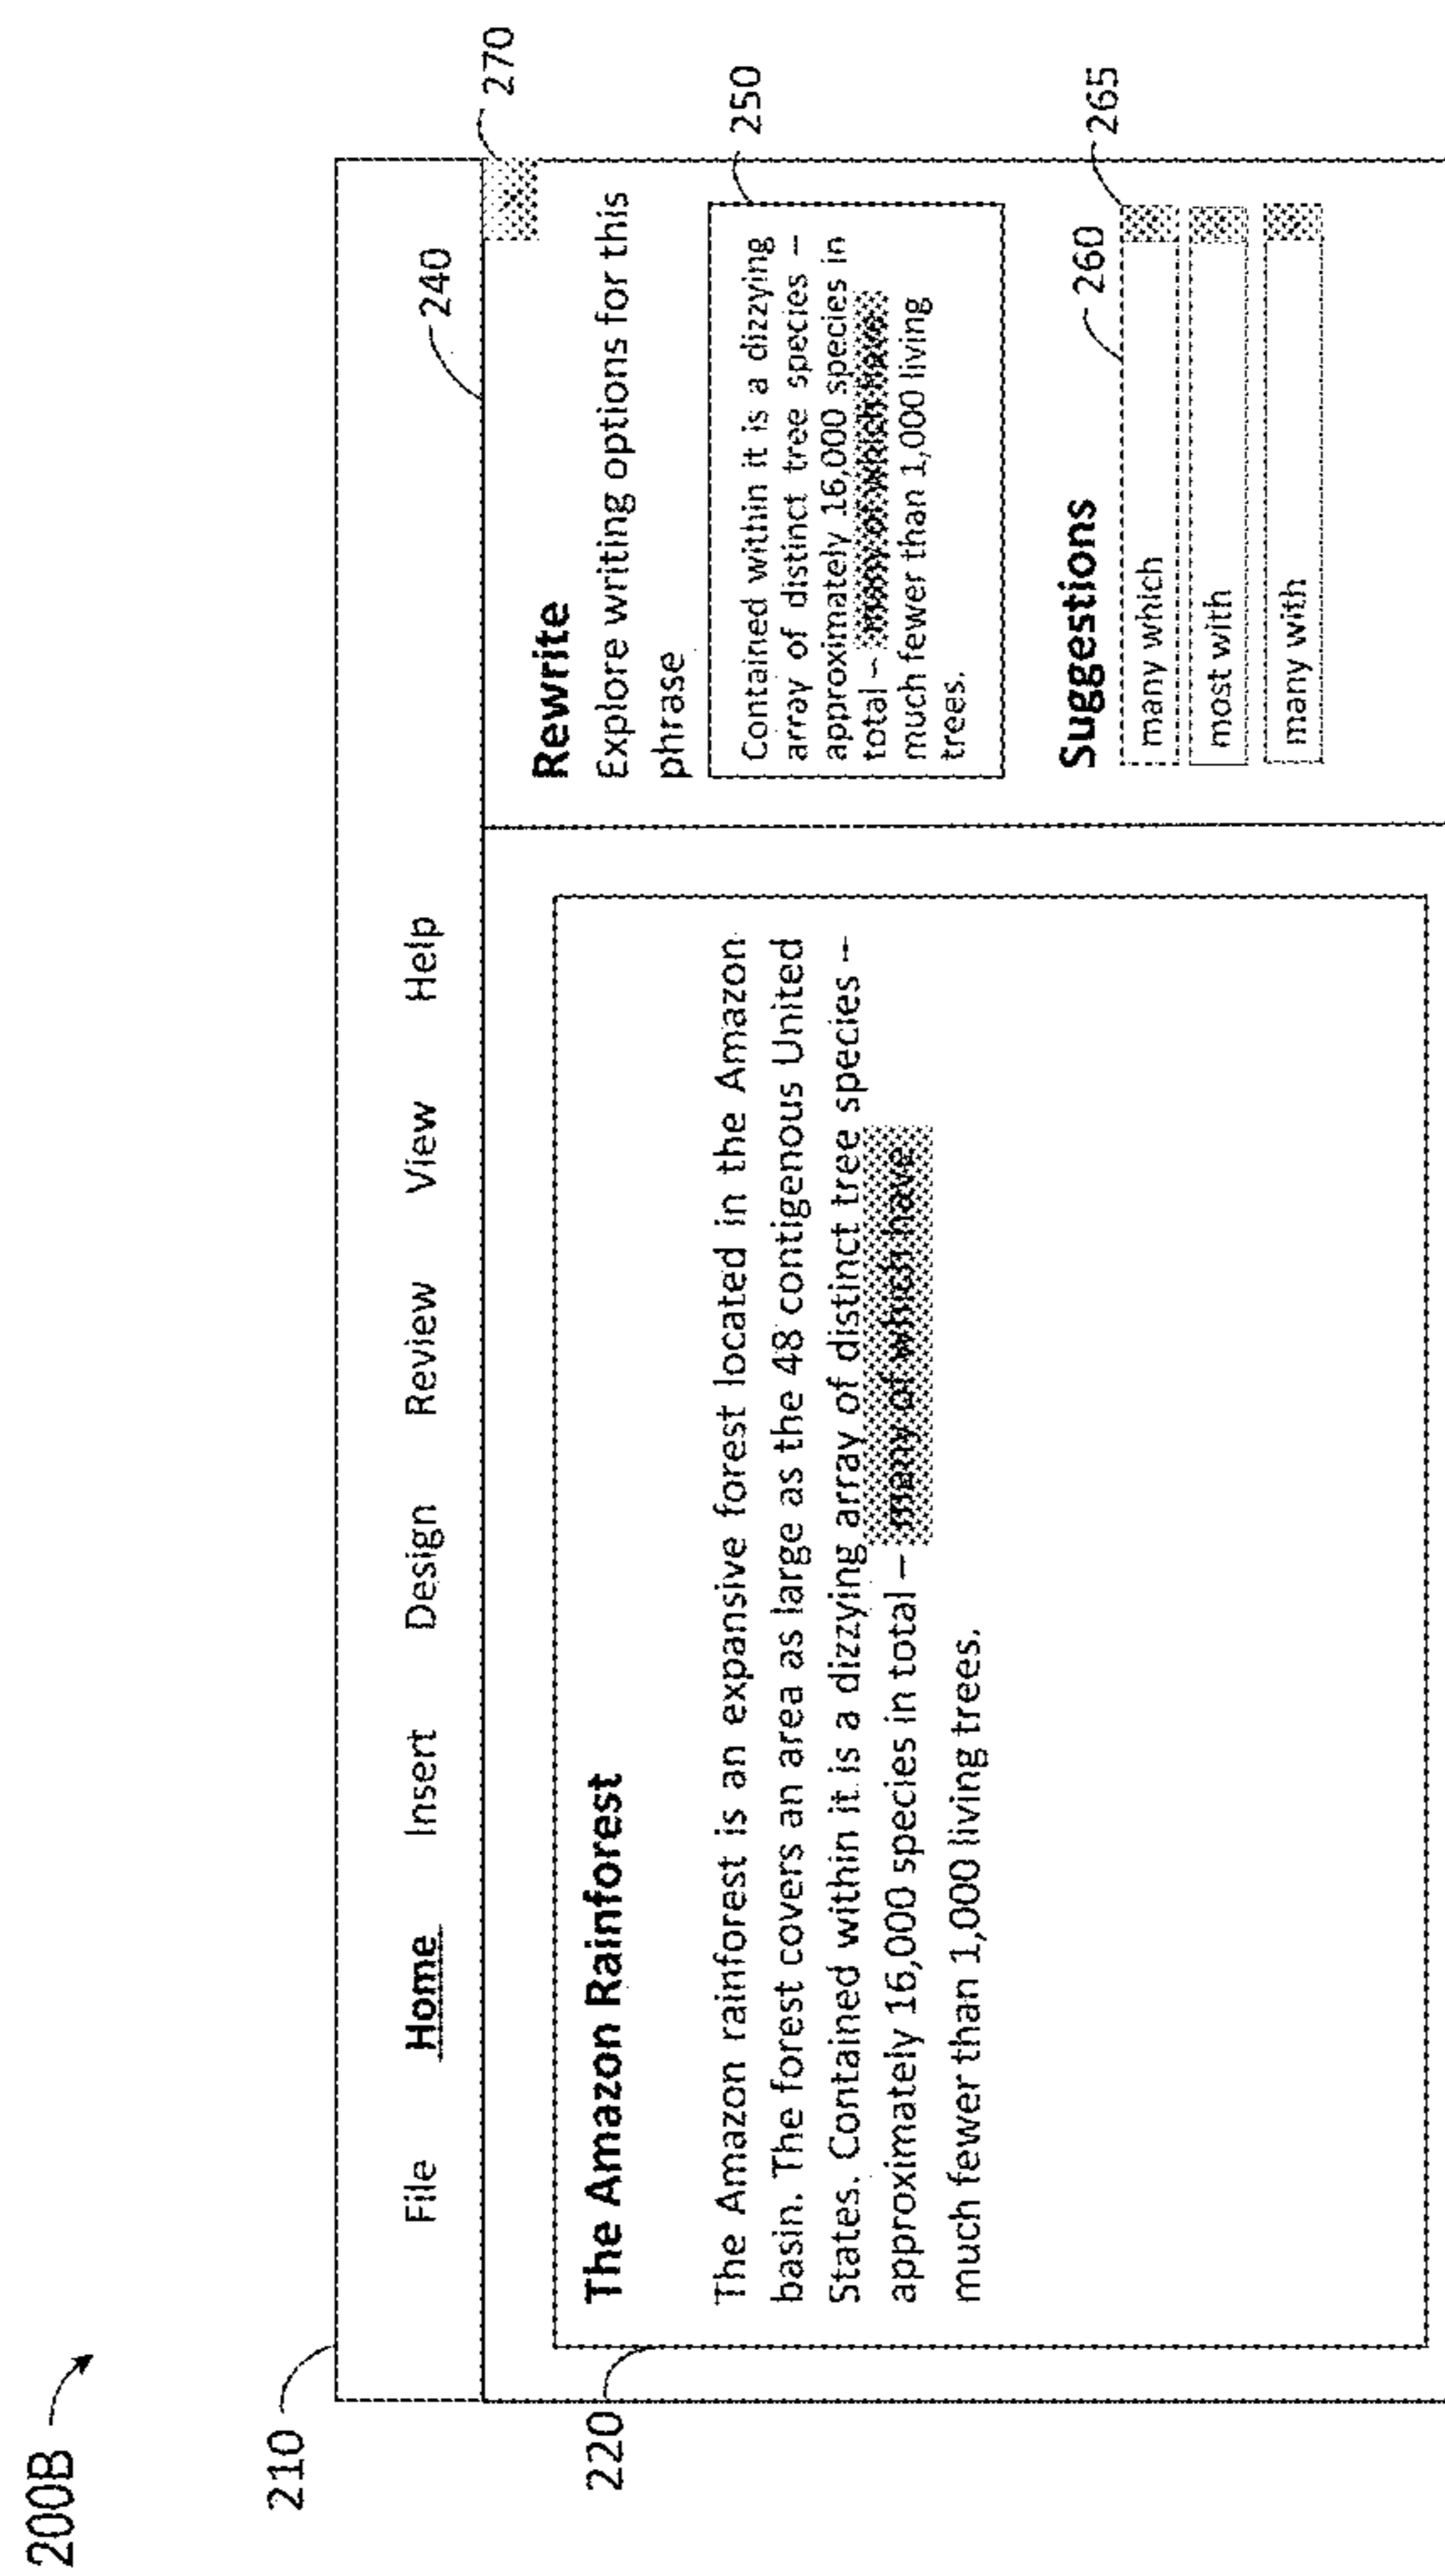 200B
210
File Home Insert Design Review View Help
240
270
220
The Amazon Rainforest
The Amazon rainforest is an expansive forest located in the Amazon
basin. The forest covers an area as large as the 48 contigenous United
States. Contained within it is a dizzying array of distinct tree species –
approximately 16,000 species in total – many of which have
much fewer than 1,000 living trees.
Rewrite
Explore writing options for this
phrase
250
Contained within it is a dizzying
array of distinct tree species –
approximately 16,000 species in
total – many of which have
much fewer than 1,000 living
trees.
Suggestions
260
265
many which
most with
many with